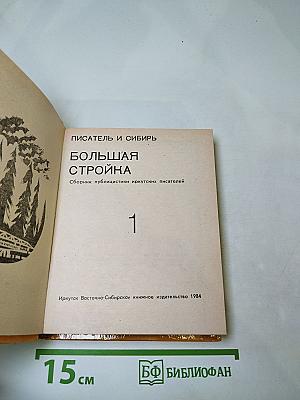 ПИСАТЕЛЬ И СИБИРЬ
БОЛЬШАЯ
СТРОЙКА
Сборник публицистики иркутских писателей
1
Иркутск Восточно-Сибирское книжное издательство 1984
15 см
БФ БИБЛИОФАН